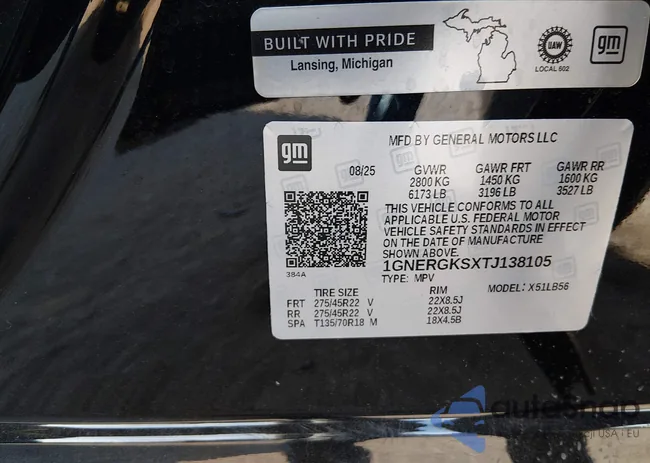 BUILT WITH PRIDE
Lansing, Michigan
UAW
LOCAL 602
gm
gm
MFD BY GENERAL MOTORS LLC
08/25 GVWR GAWR FRT GAWR RR
2800 KG 1450 KG 1600 KG
6173 LB 3196 LB 3527 LB
THIS VEHICLE CONFORMS TO ALL
APPLICABLE U.S. FEDERAL MOTOR
VEHICLE SAFETY STANDARDS IN EFFECT
ON THE DATE OF MANUFACTURE
SHOWN ABOVE.
1GNERGKSXTJ138105
384A TYPE: MPV MODEL: X51LB56
TIRE SIZE RIM
FRT 275/45R22 V 22X8.5J
RR 275/45R22 V 22X8.5J
SPA T135/70R18 M 18X4.5B
autosnap
USA · EU